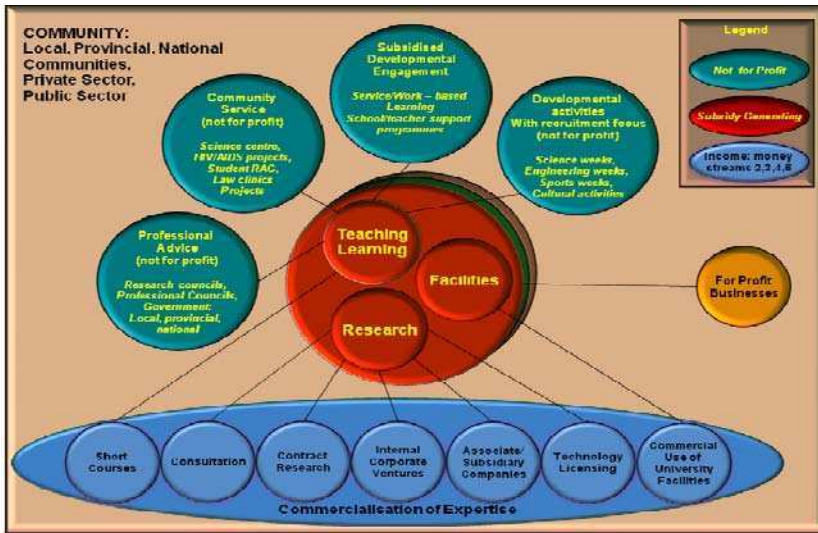 COMMUNITY:
Local, Provincial, National
Communities,
Private Sector,
Public Sector
Subsidised
Developmental
Engagement
Service/Work – based
Learning
School/teacher support
programmes
Community
Service
(not for profit)
Science centre,
HIV/AIDS projects,
Student RAC,
Law clinics
Projects
Developmental
activities
With recruitment focus
(not for profit)
Science weeks,
Engineering weeks,
Sports weeks,
Cultural activities
Legend
Not for Profit
Subsidy Generating
Income: money
streams 2,3,4,5
Professional
Advice
(not for profit)
Research councils,
Professional Councils,
Government:
Local, provincial,
national
Teaching
Learning
Facilities
Research
For Profit
Businesses
Short
Courses
Consultation
Contract
Research
Internal
Corporate
Ventures
Associate/
Subsidiary
Companies
Technology
Licensing
Commercial
Use of
University
Facilities
Commercialisation of Expertise